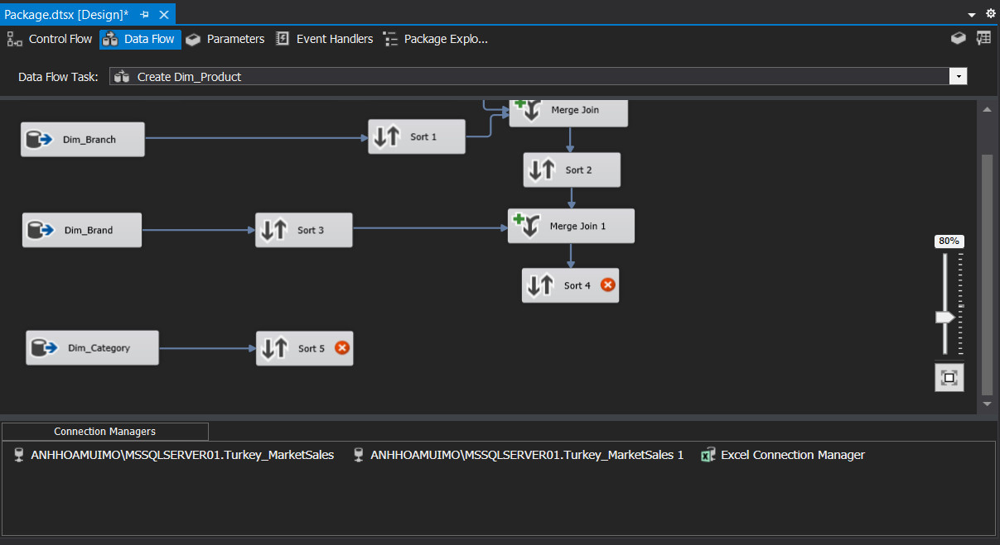 Package.dtsx [Design]*
Control Flow Data Flow Parameters Event Handlers Package Explo...
Data Flow Task: Create Dim_Product
Merge Join
Dim_Branch
Sort 1
Sort 2
Dim_Brand
Sort 3
Merge Join 1
80%
Sort 4
Dim_Category
Sort 5
Connection Managers
ANHHOAMUIMO\MSSQLSERVER01.Turkey_MarketSales ANHHOAMUIMO\MSSQLSERVER01.Turkey_MarketSales 1 Excel Connection Manager